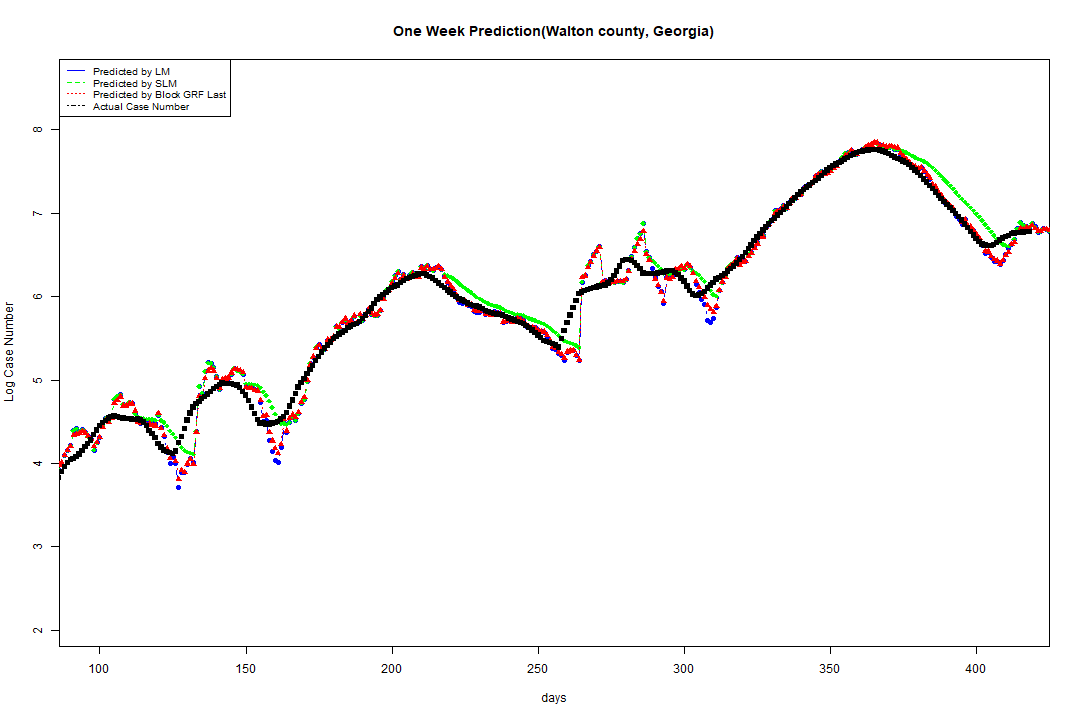 One Week Prediction(Walton county, Georgia)
Predicted by LM
Predicted by SLM
Predicted by Block GRF Last
Actual Case Number
Log Case Number
8
7
6
5
4
3
2
100 150 200 250 300 350 400
days